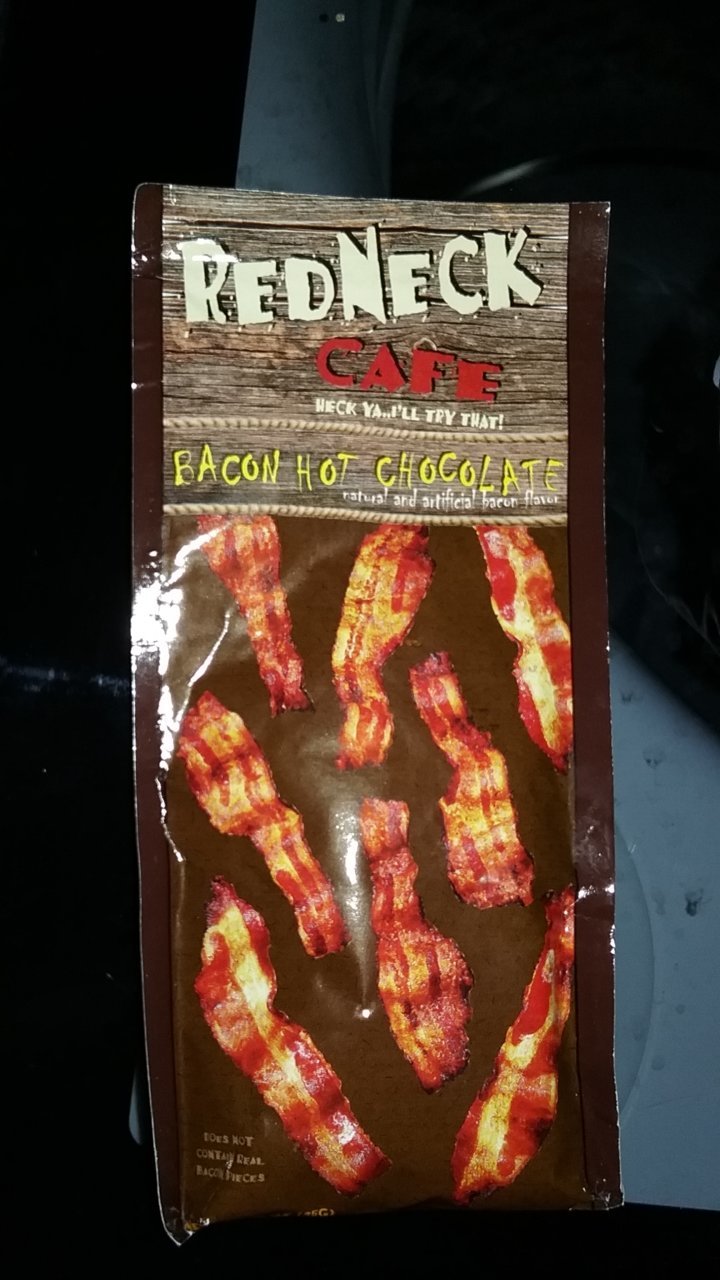 REDNECK
CAFE
HECK YA..I'LL TRY THAT!
BACON HOT CHOCOLATE
natural and artificial bacon flavor
DOES NOT
CONTAIN REAL
BACON PIECES